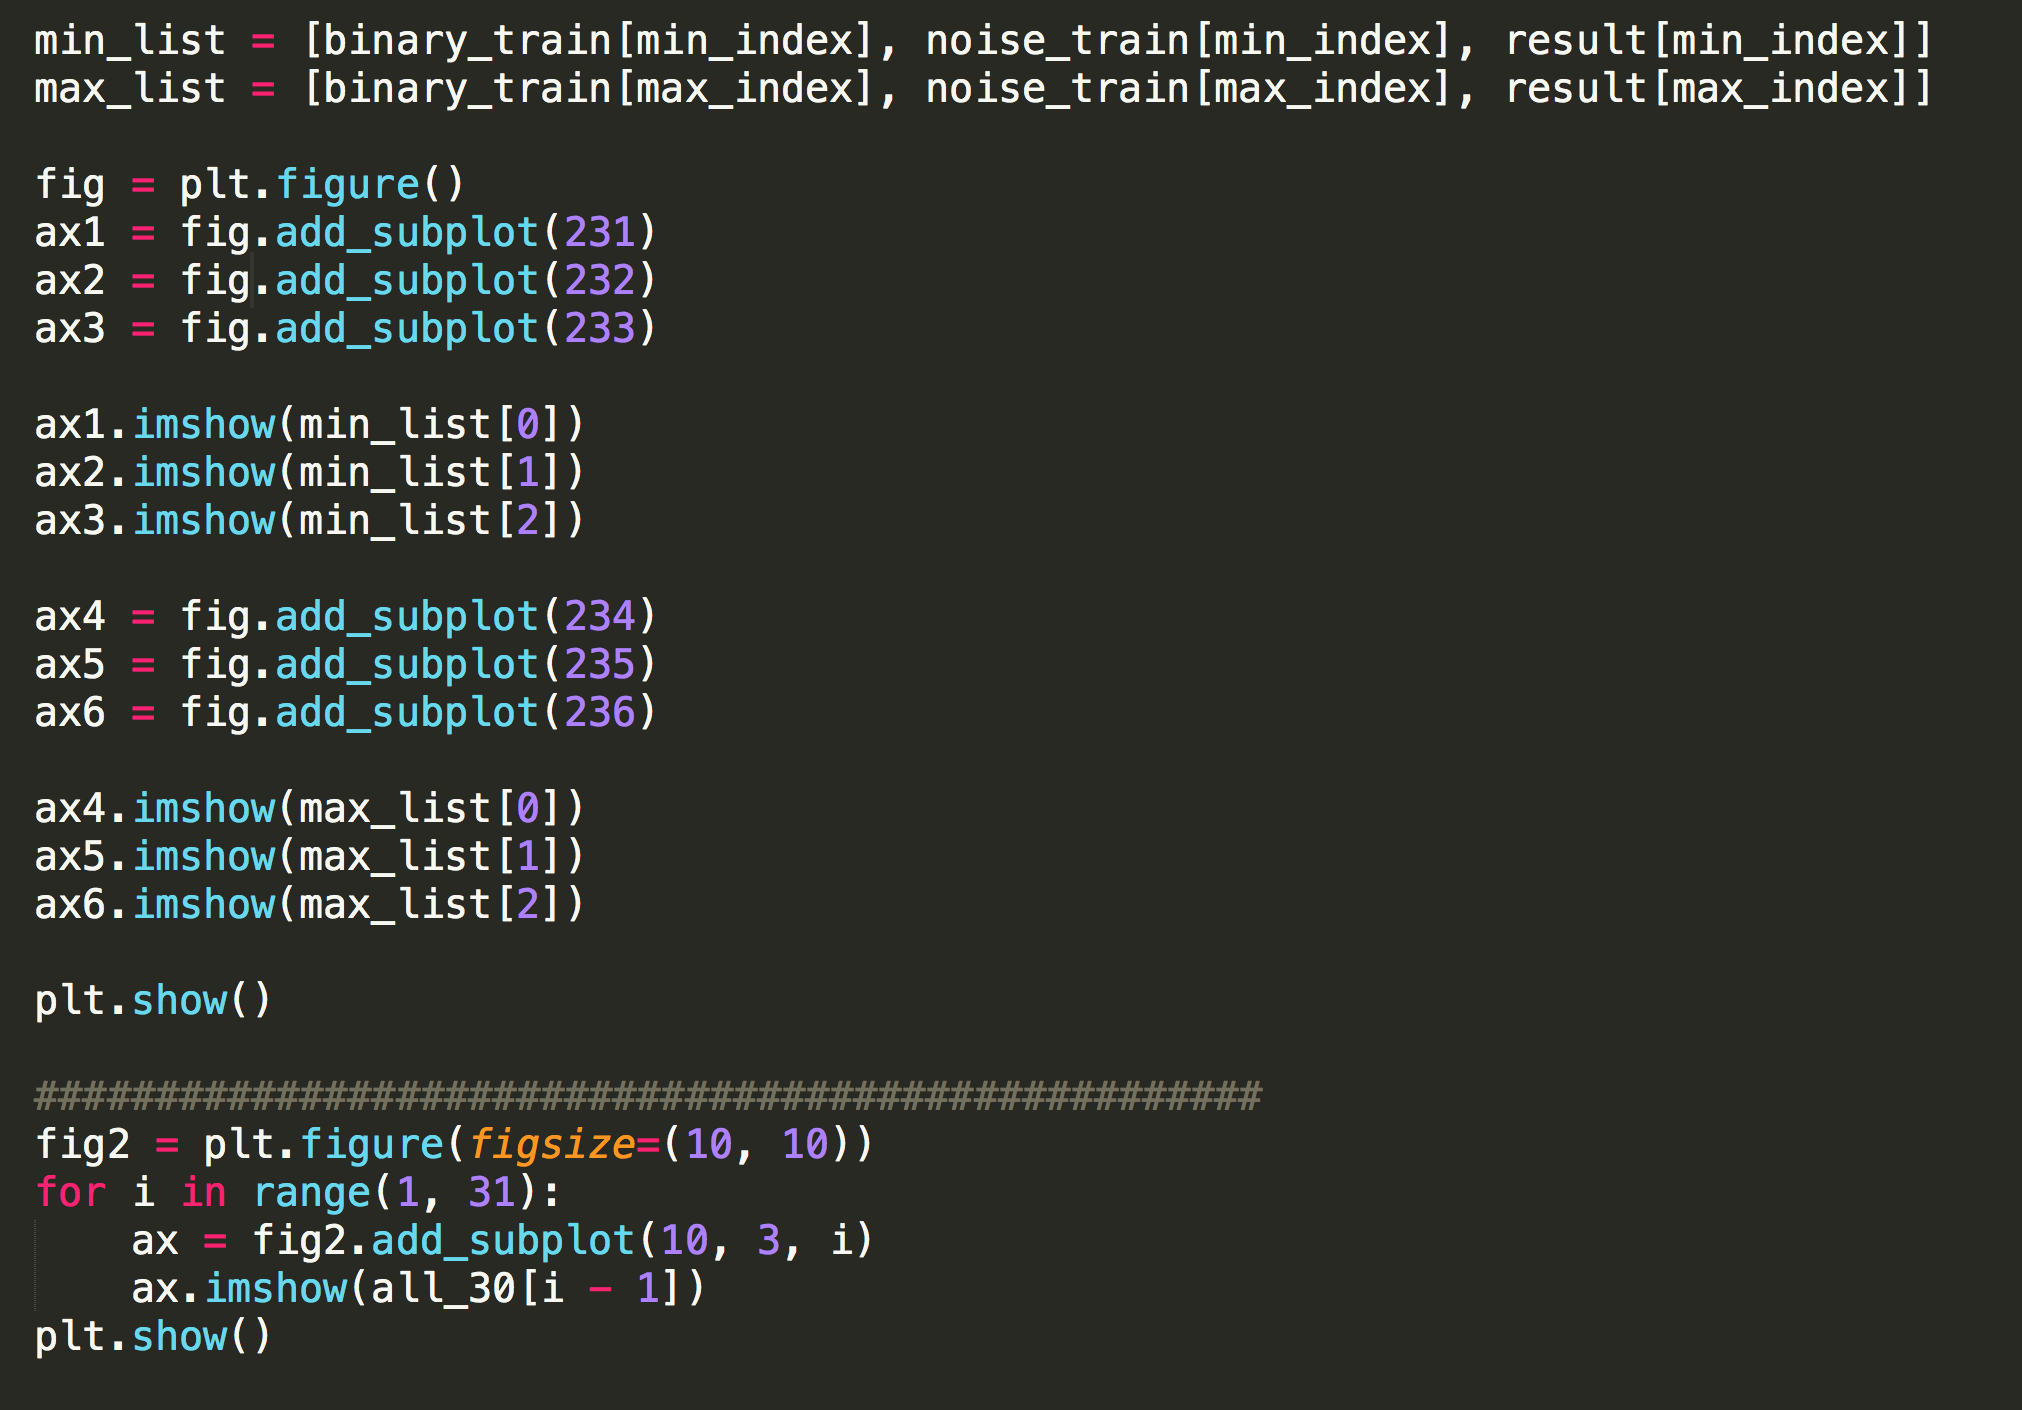 min_list = [binary_train[min_index], noise_train[min_index], result[min_index]]
max_list = [binary_train[max_index], noise_train[max_index], result[max_index]]
fig = plt.figure()
ax1 = fig.add_subplot(231)
ax2 = fig.add_subplot(232)
ax3 = fig.add_subplot(233)
ax1.imshow(min_list[0])
ax2.imshow(min_list[1])
ax3.imshow(min_list[2])
ax4 = fig.add_subplot(234)
ax5 = fig.add_subplot(235)
ax6 = fig.add_subplot(236)
ax4.imshow(max_list[0])
ax5.imshow(max_list[1])
ax6.imshow(max_list[2])
plt.show()
###################################################
fig2 = plt.figure(figsize=(10, 10))
for i in range(1, 31):
    ax = fig2.add_subplot(10, 3, i)
    ax.imshow(all_30[i - 1])
plt.show()